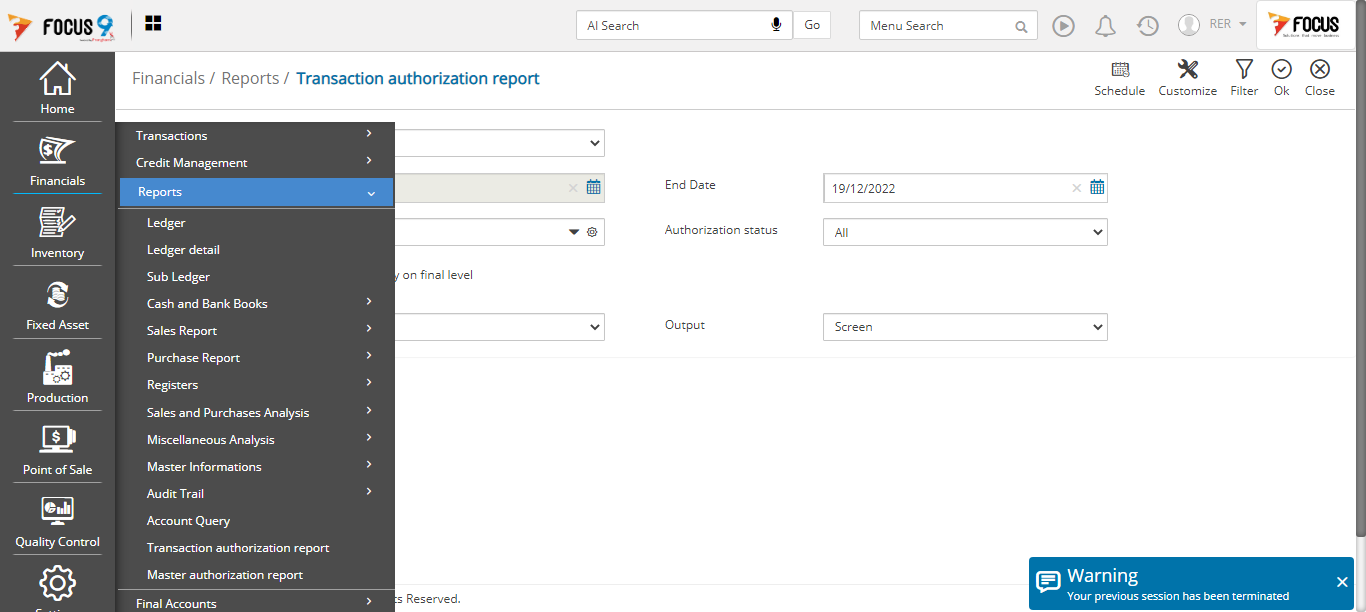 FOCUS 9
AI Search
Go
Menu Search
RER
FOCUS
Financials / Reports / Transaction authorization report
Schedule
Customize
Filter
Ok
Close
Home
Financials
Inventory
Fixed Asset
Production
Point of Sale
Quality Control
Transactions
Credit Management
Reports
Ledger
Ledger detail
Sub Ledger
Cash and Bank Books
Sales Report
Purchase Report
Registers
Sales and Purchases Analysis
Miscellaneous Analysis
Master Informations
Audit Trail
Account Query
Transaction authorization report
Master authorization report
Final Accounts
End Date
19/12/2022
Authorization status
All
y on final level
Output
Screen
ts Reserved.
Warning
Your previous session has been terminated